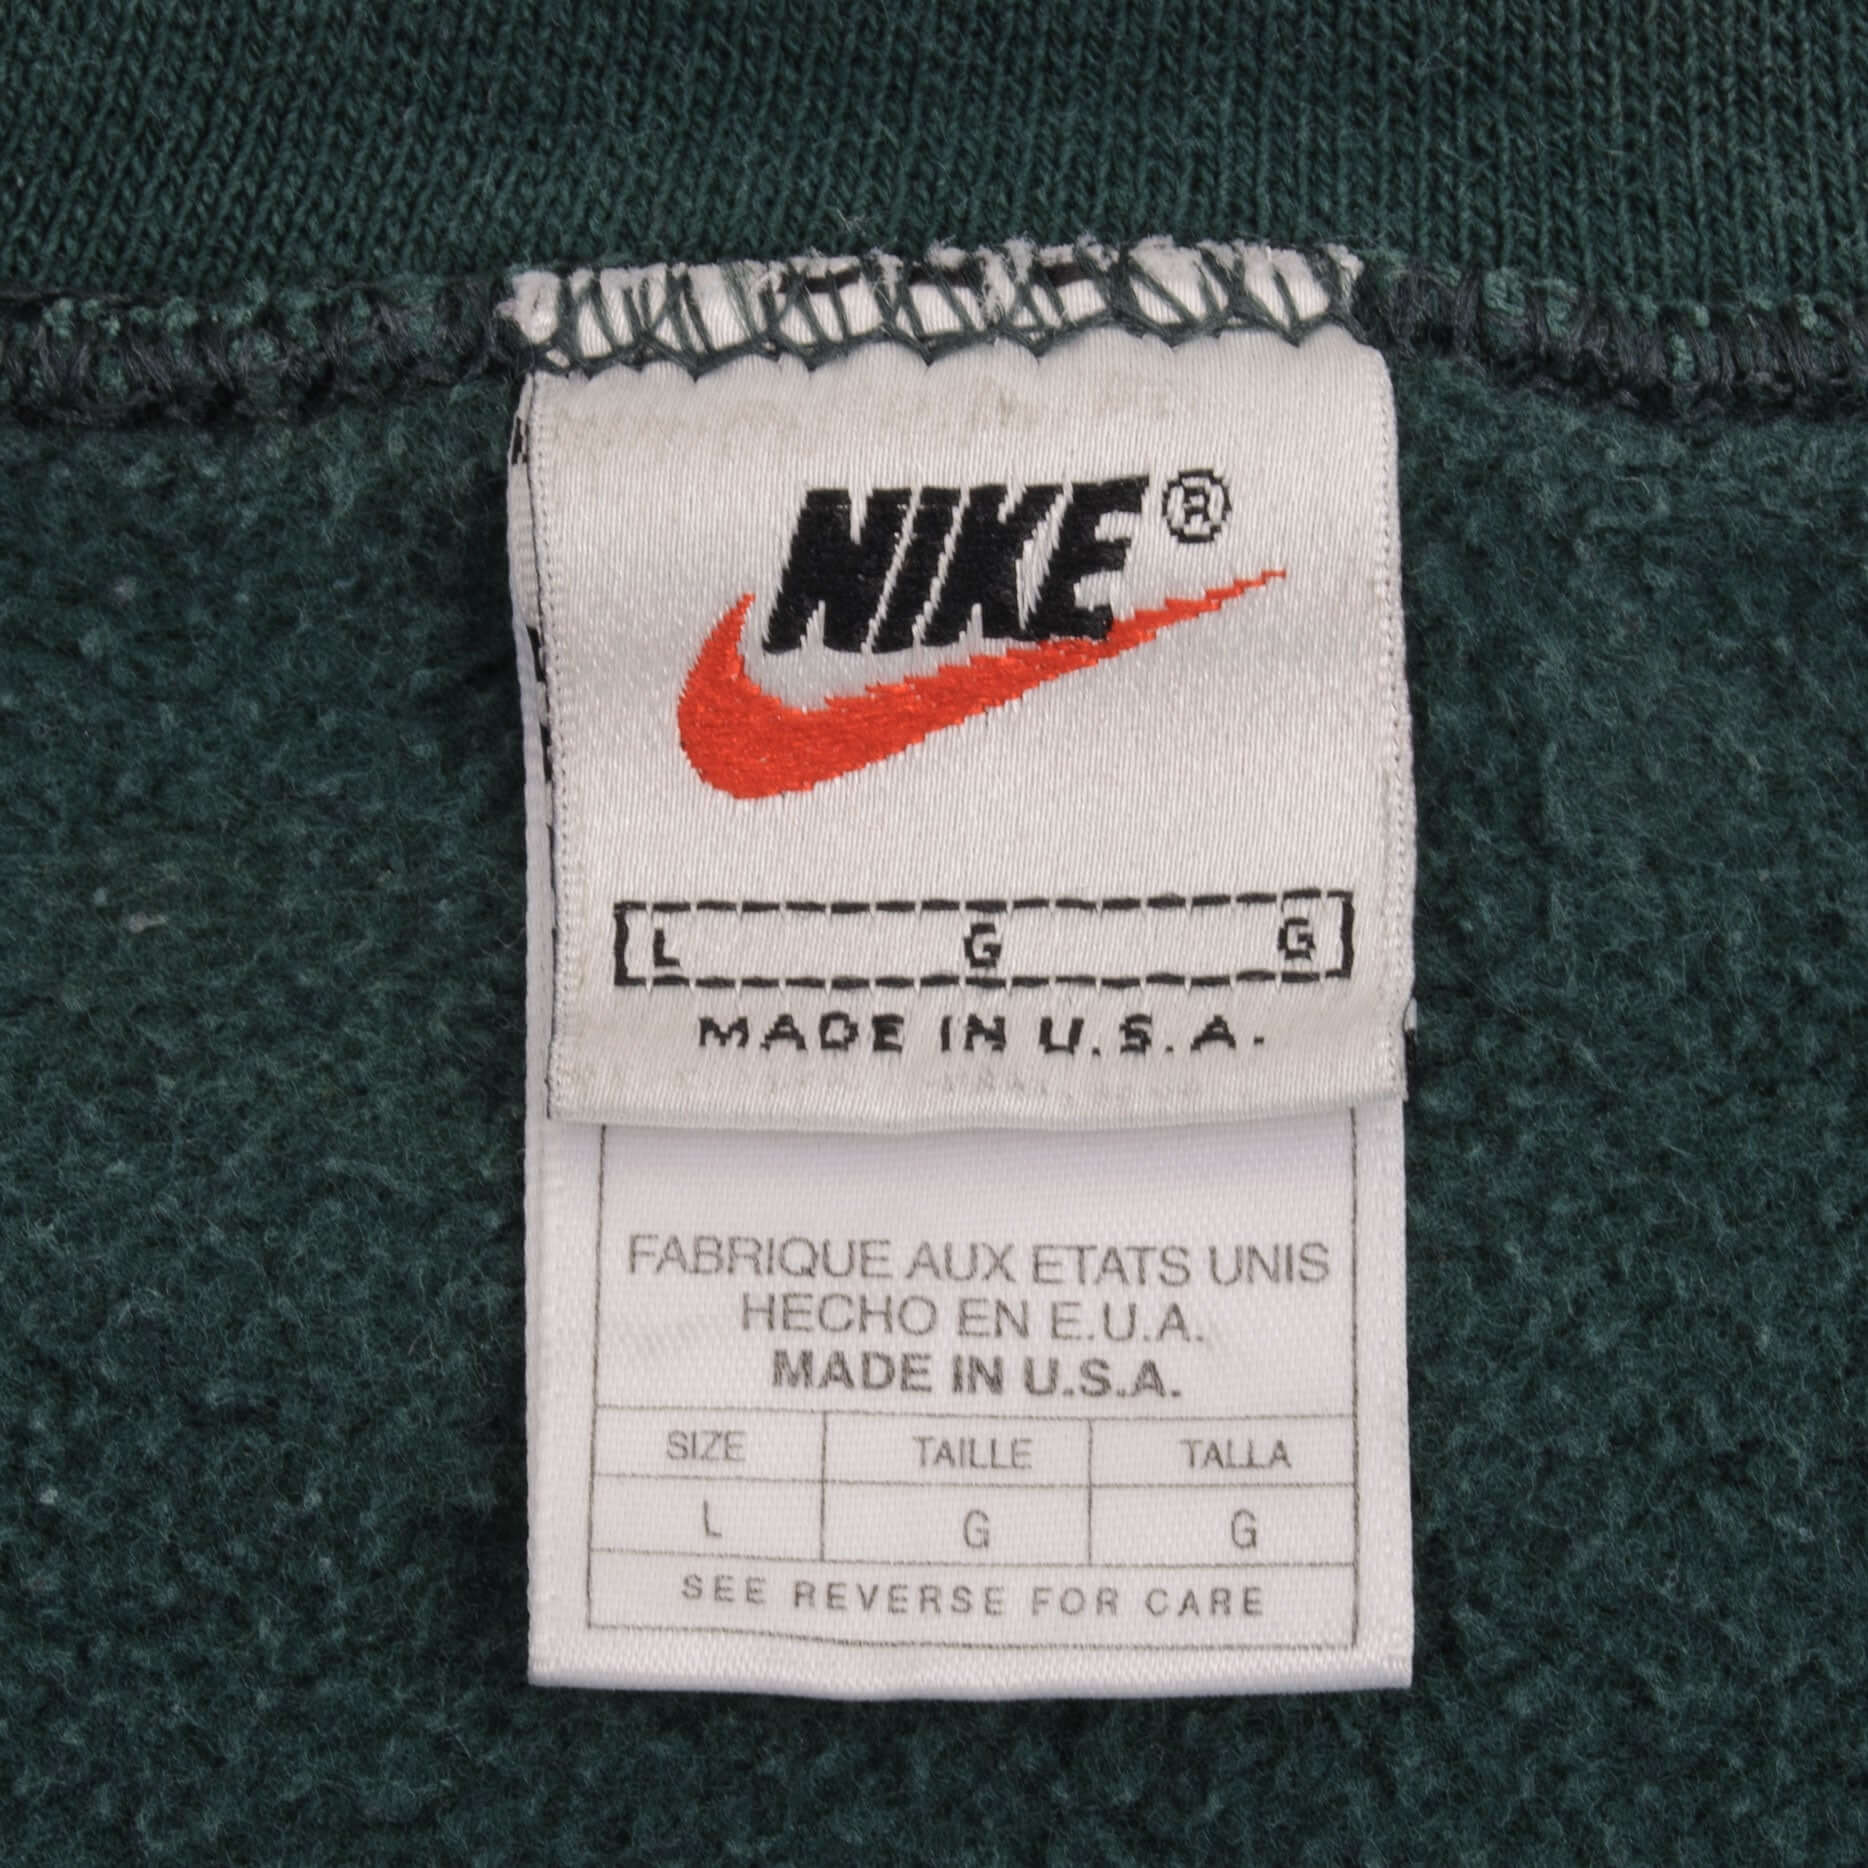 NIKE®
L G G
MADE IN U.S.A.
FABRIQUE AUX ETATS UNIS
HECHO EN E.U.A.
MADE IN U.S.A.
SIZE TAILLE TALLA
L G G
SEE REVERSE FOR CARE